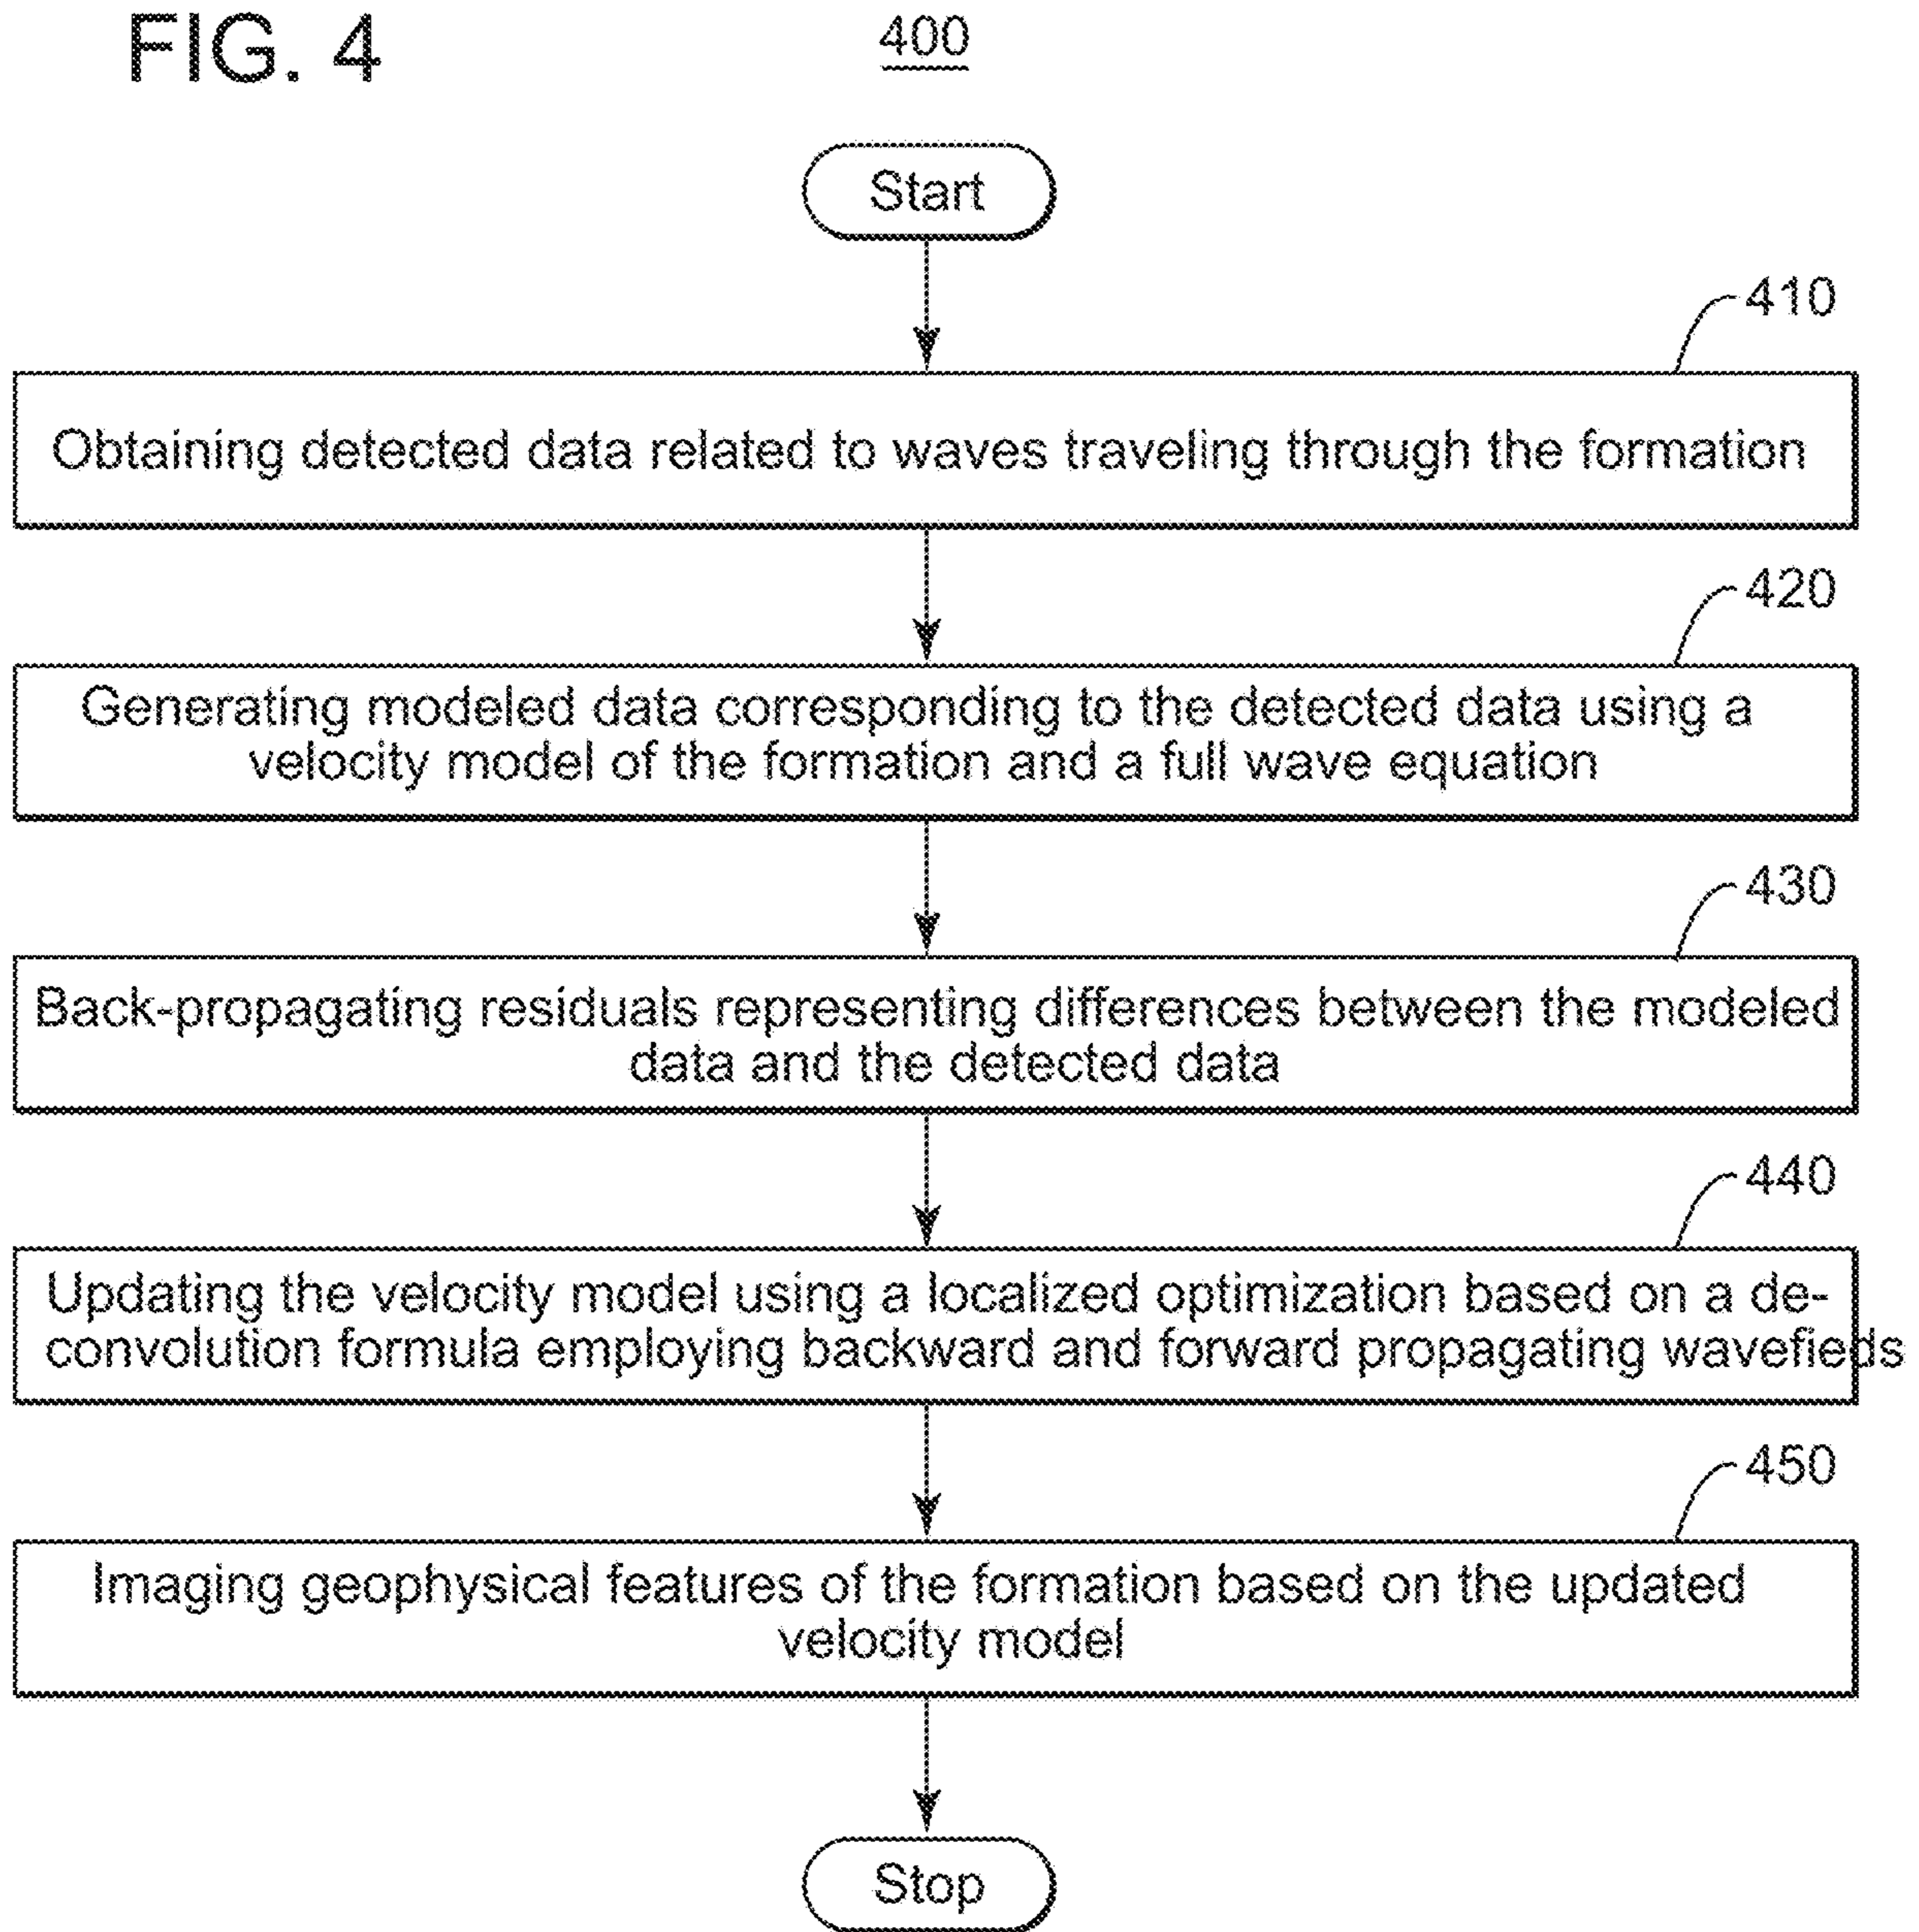 FIG. 4
400
Start
410
Obtaining detected data related to waves traveling through the formation
420
Generating modeled data corresponding to the detected data using a
velocity model of the formation and a full wave equation
430
Back-propagating residuals representing differences between the modeled
data and the detected data
440
Updating the velocity model using a localized optimization based on a de-
convolution formula employing backward and forward propagating wavefieds
450
Imaging geophysical features of the formation based on the updated
velocity model
Stop